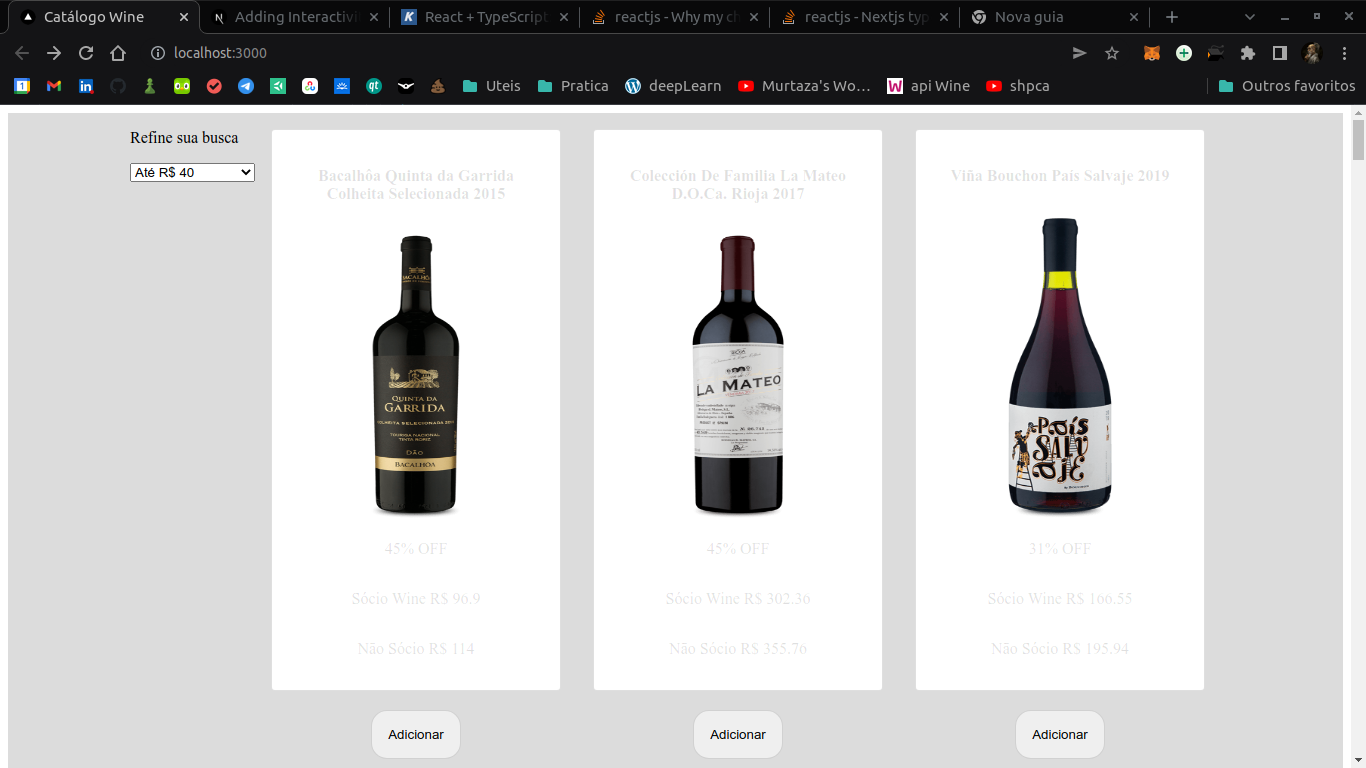 Catálogo Wine
Adding Interactivi
React + TypeScript
reactjs - Why my ch
reactjs - Nextjs typ
Nova guia
localhost:3000
Uteis
Pratica
deepLearn
Murtaza's Wo…
api Wine
shpca
Outros favoritos
Refine sua busca
Até R$ 40
Bacalhôa Quinta da Garrida
Colheita Selecionada 2015
BACALHÔA
QUINTA DA
GARRIDA
COLHEITA SELECIONADA 2015
TOURIGA NACIONAL
TINTA RORIZ
DÃO
BACALHÔA
45% OFF
Sócio Wine R$ 96.9
Não Sócio R$ 114
Adicionar
Colección De Familia La Mateo
D.O.Ca. Rioja 2017
RIOJA
LA MATEO
45% OFF
Sócio Wine R$ 302.36
Não Sócio R$ 355.76
Adicionar
Viña Bouchon País Salvaje 2019
País
SALV
aJE
31% OFF
Sócio Wine R$ 166.55
Não Sócio R$ 195.94
Adicionar